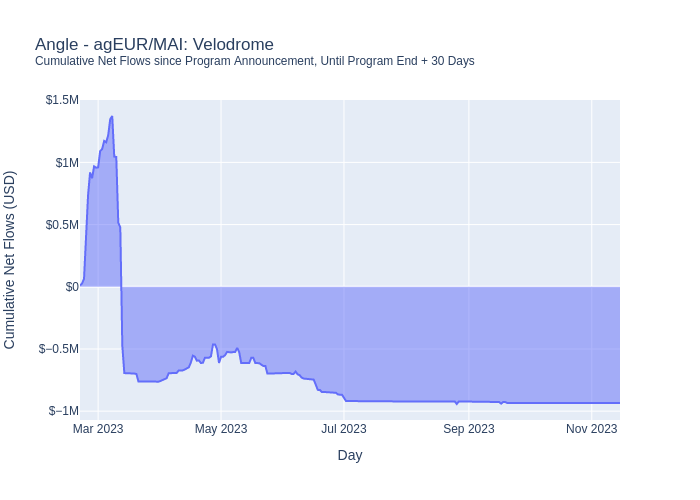 Angle - agEUR/MAI: Velodrome
Cumulative Net Flows since Program Announcement, Until Program End + 30 Days
Cumulative Net Flows (USD)
$1.5M
$1M
$0.5M
$0
$−0.5M
$−1M
Mar 2023 May 2023 Jul 2023 Sep 2023 Nov 2023
Day